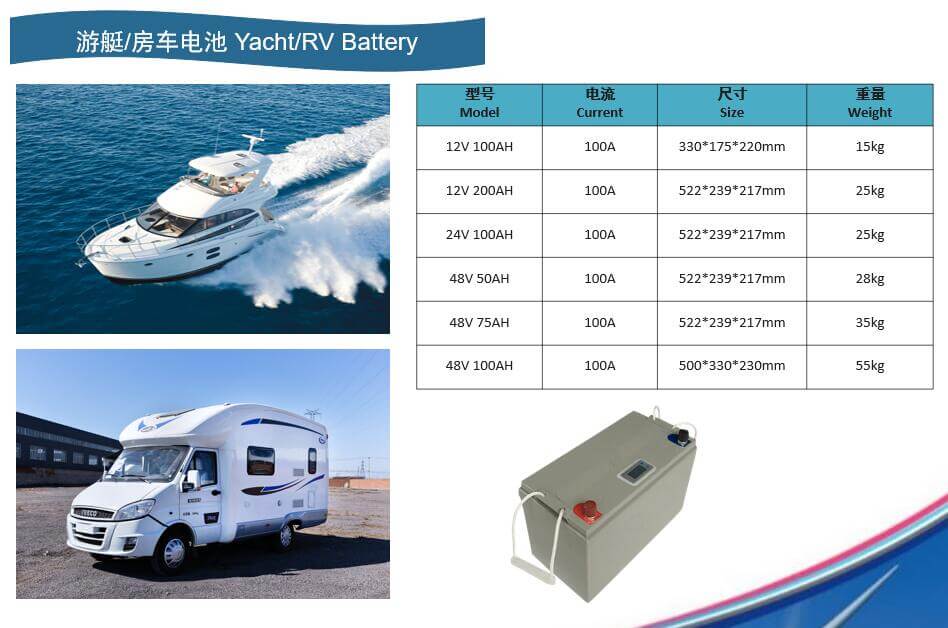 游艇/房车电池 Yacht/RV Battery
型号 电流 尺寸 重量
Model Current Size Weight
12V 100AH 100A 330*175*220mm 15kg
12V 200AH 100A 522*239*217mm 25kg
24V 100AH 100A 522*239*217mm 25kg
48V 50AH 100A 522*239*217mm 28kg
48V 75AH 100A 522*239*217mm 35kg
48V 100AH 100A 500*330*230mm 55kg
IVECO